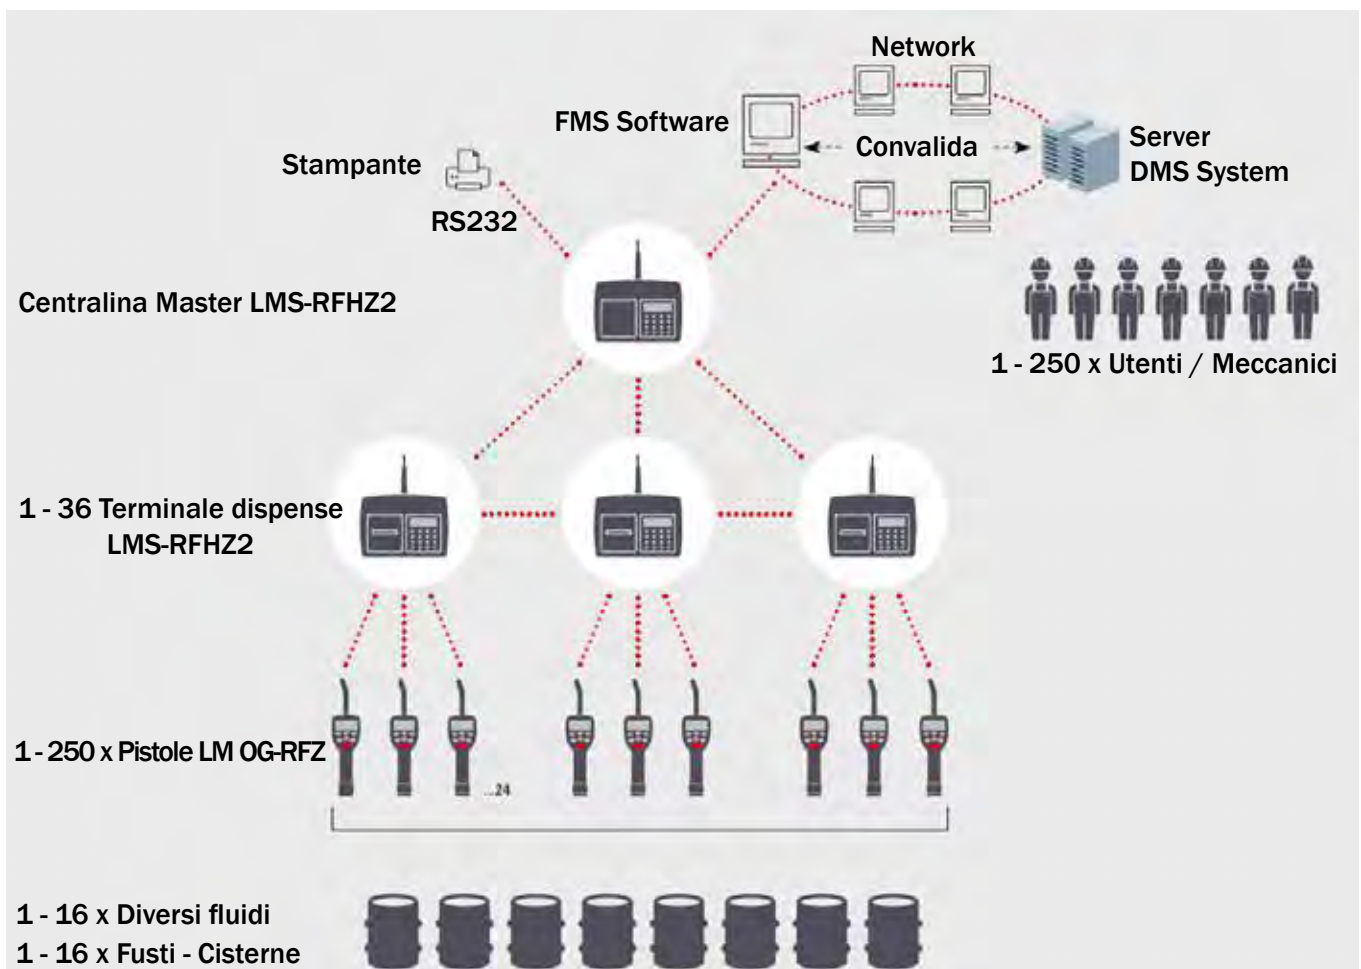 Network
FMS Software
Convalida
Server
DMS System
Stampante
RS232
Centralina Master LMS-RFHZ2
1 - 250 x Utenti / Meccanici
1 - 36 Terminale dispense
LMS-RFHZ2
1 - 250 x Pistole LM OG-RFZ
...24
1 - 16 x Diversi fluidi
1 - 16 x Fusti - Cisterne